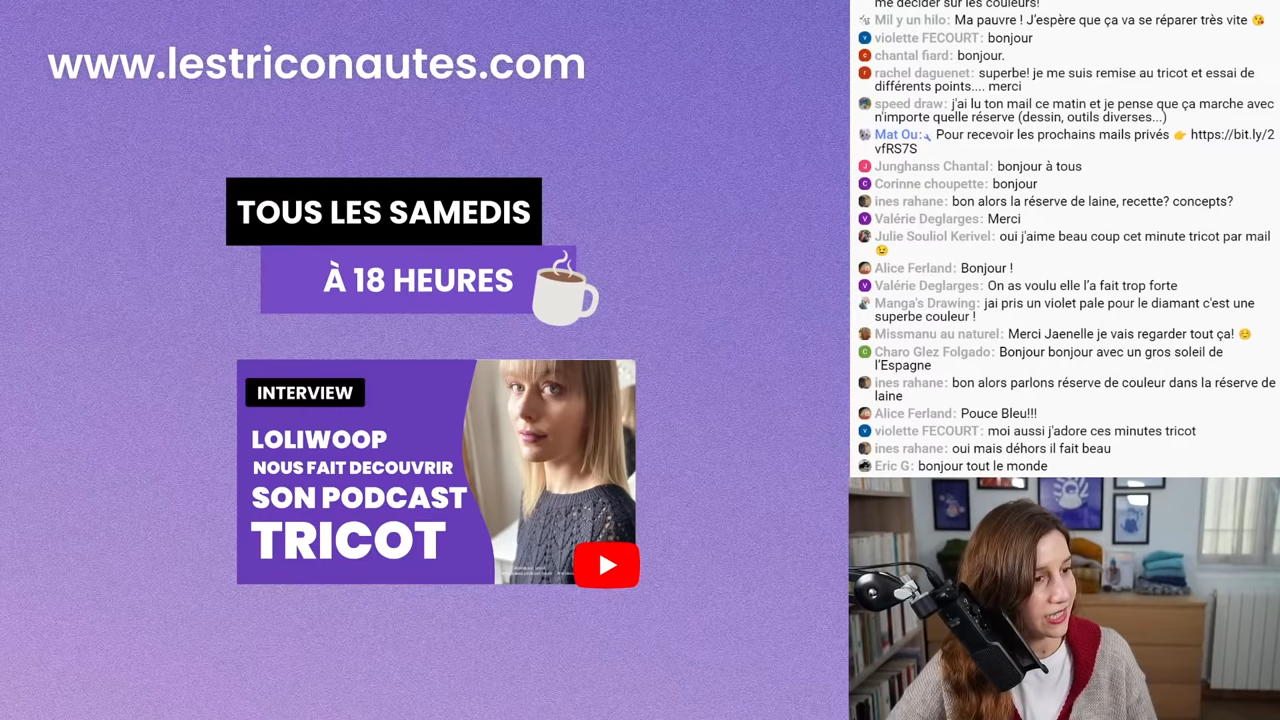 www.lestriconautes.com
TOUS LES SAMEDIS
À 18 HEURES
INTERVIEW
LOLIWOOP
NOUS FAIT DECOUVRIR
SON PODCAST
TRICOT
me décider sur les couleurs!
Mil y un hilo: Ma pauvre ! J'espère que ça va se réparer très vite 😘
violette FECOURT: bonjour
chantal fiard: bonjour.
rachel daguenet: superbe! je me suis remise au tricot et essai de
différents points.... merci
speed draw: j'ai lu ton mail ce matin et je pense que ça marche avec
n'importe quelle réserve (dessin, outils diverses...)
Mat Ou: Pour recevoir les prochains mails privés 👉 https://bit.ly/2
vfRS7S
Junghanss Chantal: bonjour à tous
Corinne choupette: bonjour
ines rahane: bon alors la réserve de laine, recette? concepts?
Valérie Deglarges: Merci
Julie Souliol Kerivel: oui j'aime beau coup cet minute tricot par mail
😉
Alice Ferland: Bonjour !
Valérie Deglarges: On as voulu elle l'a fait trop forte
Manga's Drawing: jai pris un violet pale pour le diamant c'est une
superbe couleur !
Missmanu au naturel: Merci Jaenelle je vais regarder tout ça! ☺️
Charo Glez Folgado: Bonjour bonjour avec un gros soleil de
l'Espagne
ines rahane: bon alors parlons réserve de couleur dans la réserve de
laine
Alice Ferland: Pouce Bleu!!!
violette FECOURT: moi aussi j'adore ces minutes tricot
ines rahane: oui mais déhors il fait beau
Eric G: bonjour tout le monde